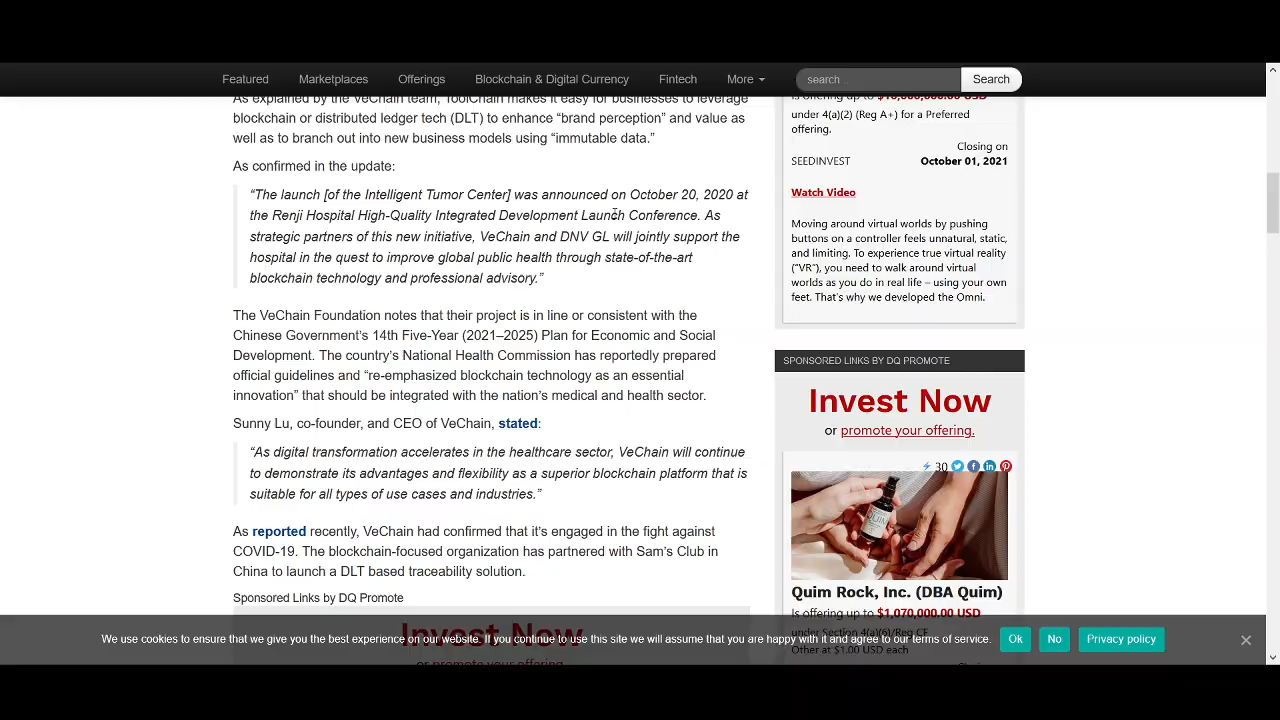 Featured Marketplaces Offerings Blockchain & Digital Currency Fintech More search Search
As explained by the VeChain team, ToolChain makes it easy for businesses to leverage
blockchain or distributed ledger tech (DLT) to enhance “brand perception” and value as
well as to branch out into new business models using “immutable data.”
As confirmed in the update:
“The launch [of the Intelligent Tumor Center] was announced on October 20, 2020 at
the Renji Hospital High-Quality Integrated Development Launch Conference. As
strategic partners of this new initiative, VeChain and DNV GL will jointly support the
hospital in the quest to improve global public health through state-of-the-art
blockchain technology and professional advisory.”
The VeChain Foundation notes that their project is in line or consistent with the
Chinese Government’s 14th Five-Year (2021–2025) Plan for Economic and Social
Development. The country’s National Health Commission has reportedly prepared
official guidelines and “re-emphasized blockchain technology as an essential
innovation” that should be integrated with the nation’s medical and health sector.
Sunny Lu, co-founder, and CEO of VeChain, stated:
“As digital transformation accelerates in the healthcare sector, VeChain will continue
to demonstrate its advantages and flexibility as a superior blockchain platform that is
suitable for all types of use cases and industries.”
As reported recently, VeChain had confirmed that it’s engaged in the fight against
COVID-19. The blockchain-focused organization has partnered with Sam’s Club in
China to launch a DLT based traceability solution.
Sponsored Links by DQ Promote
Invest Now
or promote your offering.
is offering up to $10,000,000.00 USD
under 4(a)(2) (Reg A+) for a Preferred
offering.
Closing on
SEEDINVEST October 01, 2021
Watch Video
Moving around virtual worlds by pushing
buttons on a controller feels unnatural, static,
and limiting. To experience true virtual reality
(“VR”), you need to walk around virtual
worlds as you do in real life – using your own
feet. That’s why we developed the Omni.
SPONSORED LINKS BY DQ PROMOTE
Invest Now
or promote your offering.
30
QUIM
Quim Rock, Inc. (DBA Quim)
Is offering up to $1,070,000.00 USD
under Section 4(a)(6)/Reg CF
Other at $1.00 USD each
We use cookies to ensure that we give you the best experience on our website. If you continue to use this site we will assume that you are happy with it and agree to our terms of service. Ok No Privacy policy